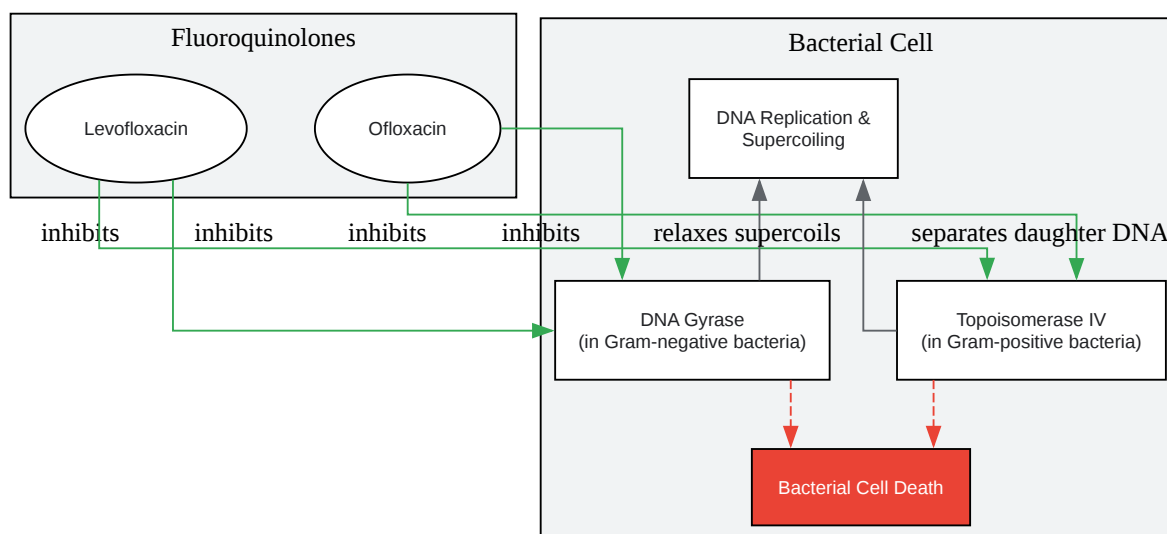 Fluoroquinolones
Bacterial Cell
Levofloxacin
Ofloxacin
DNA Replication &
Supercoiling
inhibits
inhibits
inhibits
inhibits
relaxes supercoils
separates daughter DNA
DNA Gyrase
(in Gram-negative bacteria)
Topoisomerase IV
(in Gram-positive bacteria)
Bacterial Cell Death